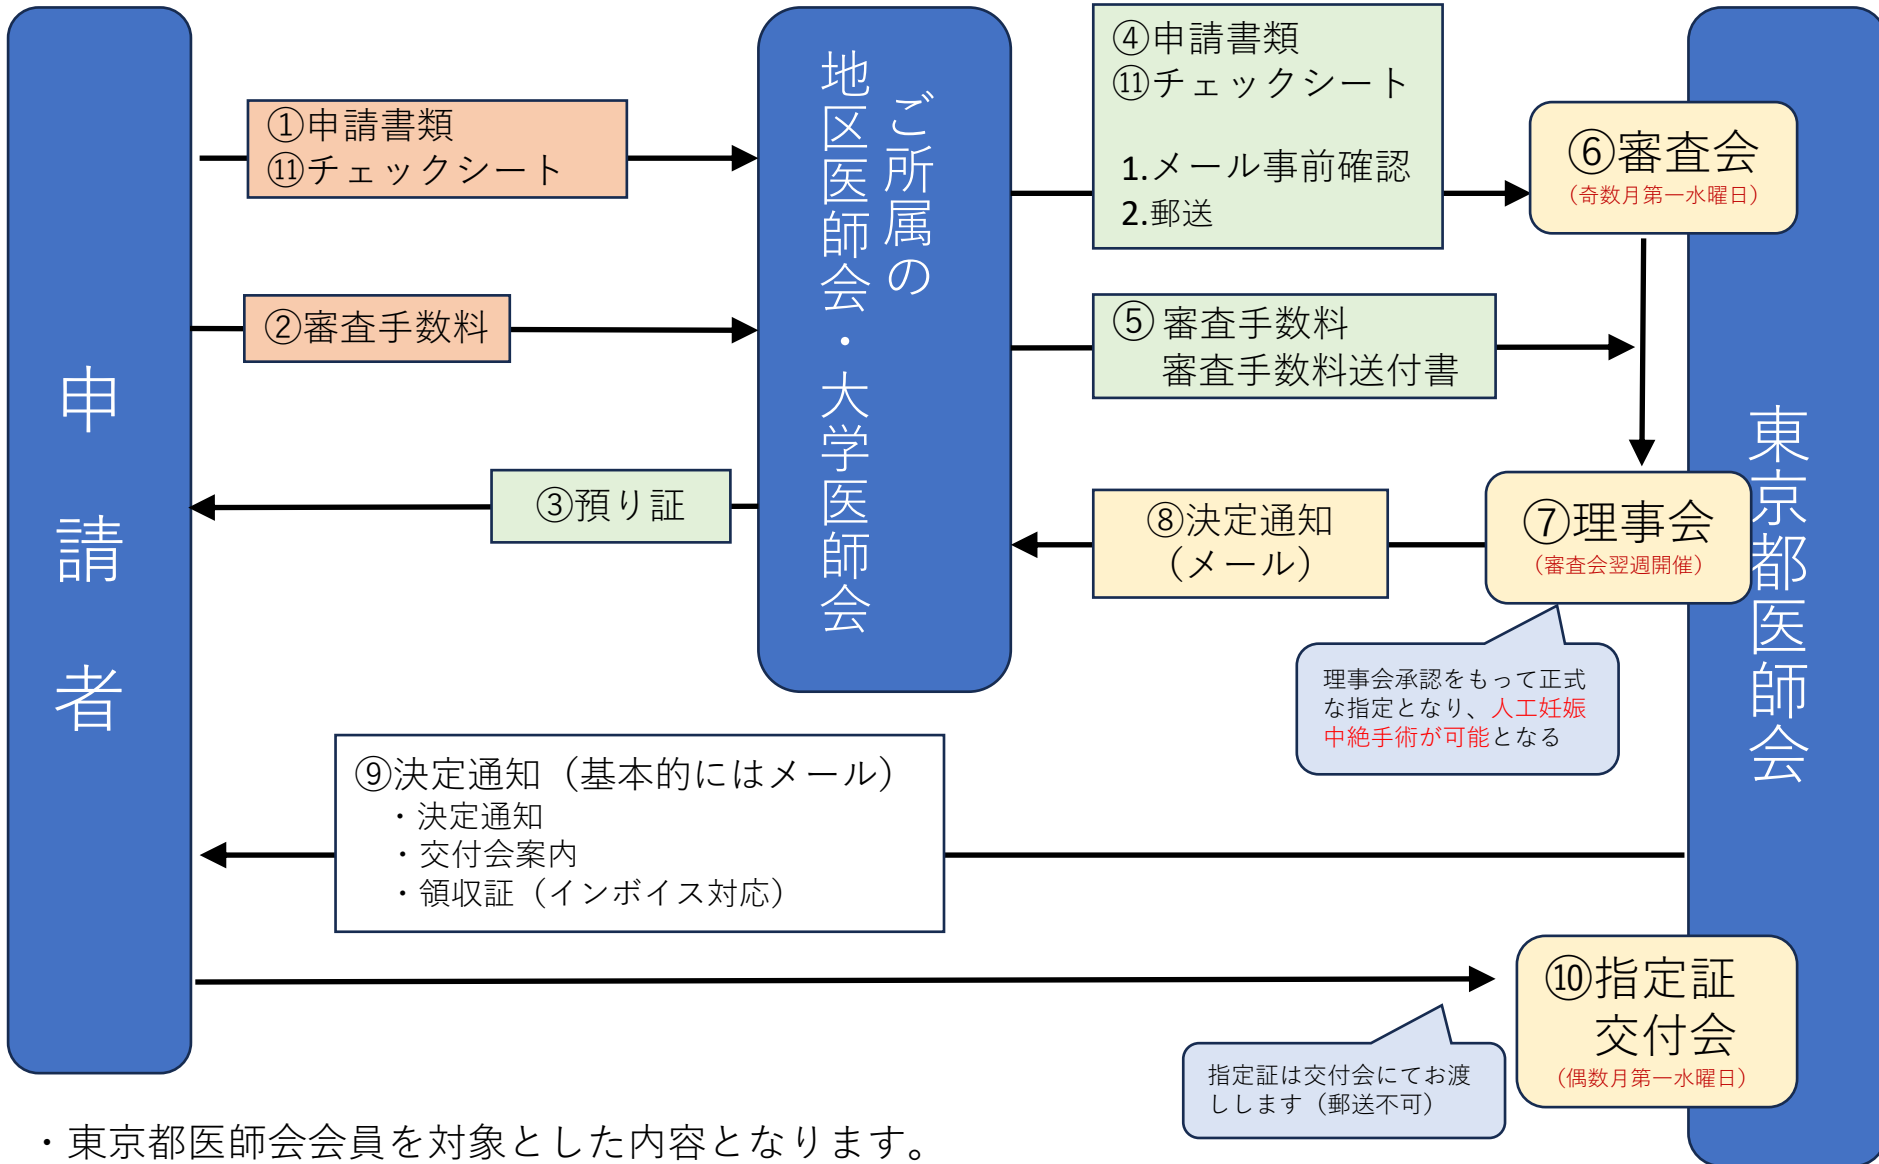 申請者
①申請書類
⑪チェックシート
②審査手数料
③預り証
ご所属の
地区医師会・大学医師会
④申請書類
⑪チェックシート
1.メール事前確認
2.郵送
⑤審査手数料
審査手数料送付書
⑥審査会
（奇数月第一水曜日）
⑦理事会
（審査会翌週開催）
⑧決定通知
（メール）
理事会承認をもって正式
な指定となり、人工妊娠
中絶手術が可能となる
東京都医師会
⑨決定通知（基本的にはメール）
・決定通知
・交付会案内
・領収証（インボイス対応）
⑩指定証
交付会
（偶数月第一水曜日）
指定証は交付会にてお渡
しします（郵送不可）
・東京都医師会会員を対象とした内容となります。